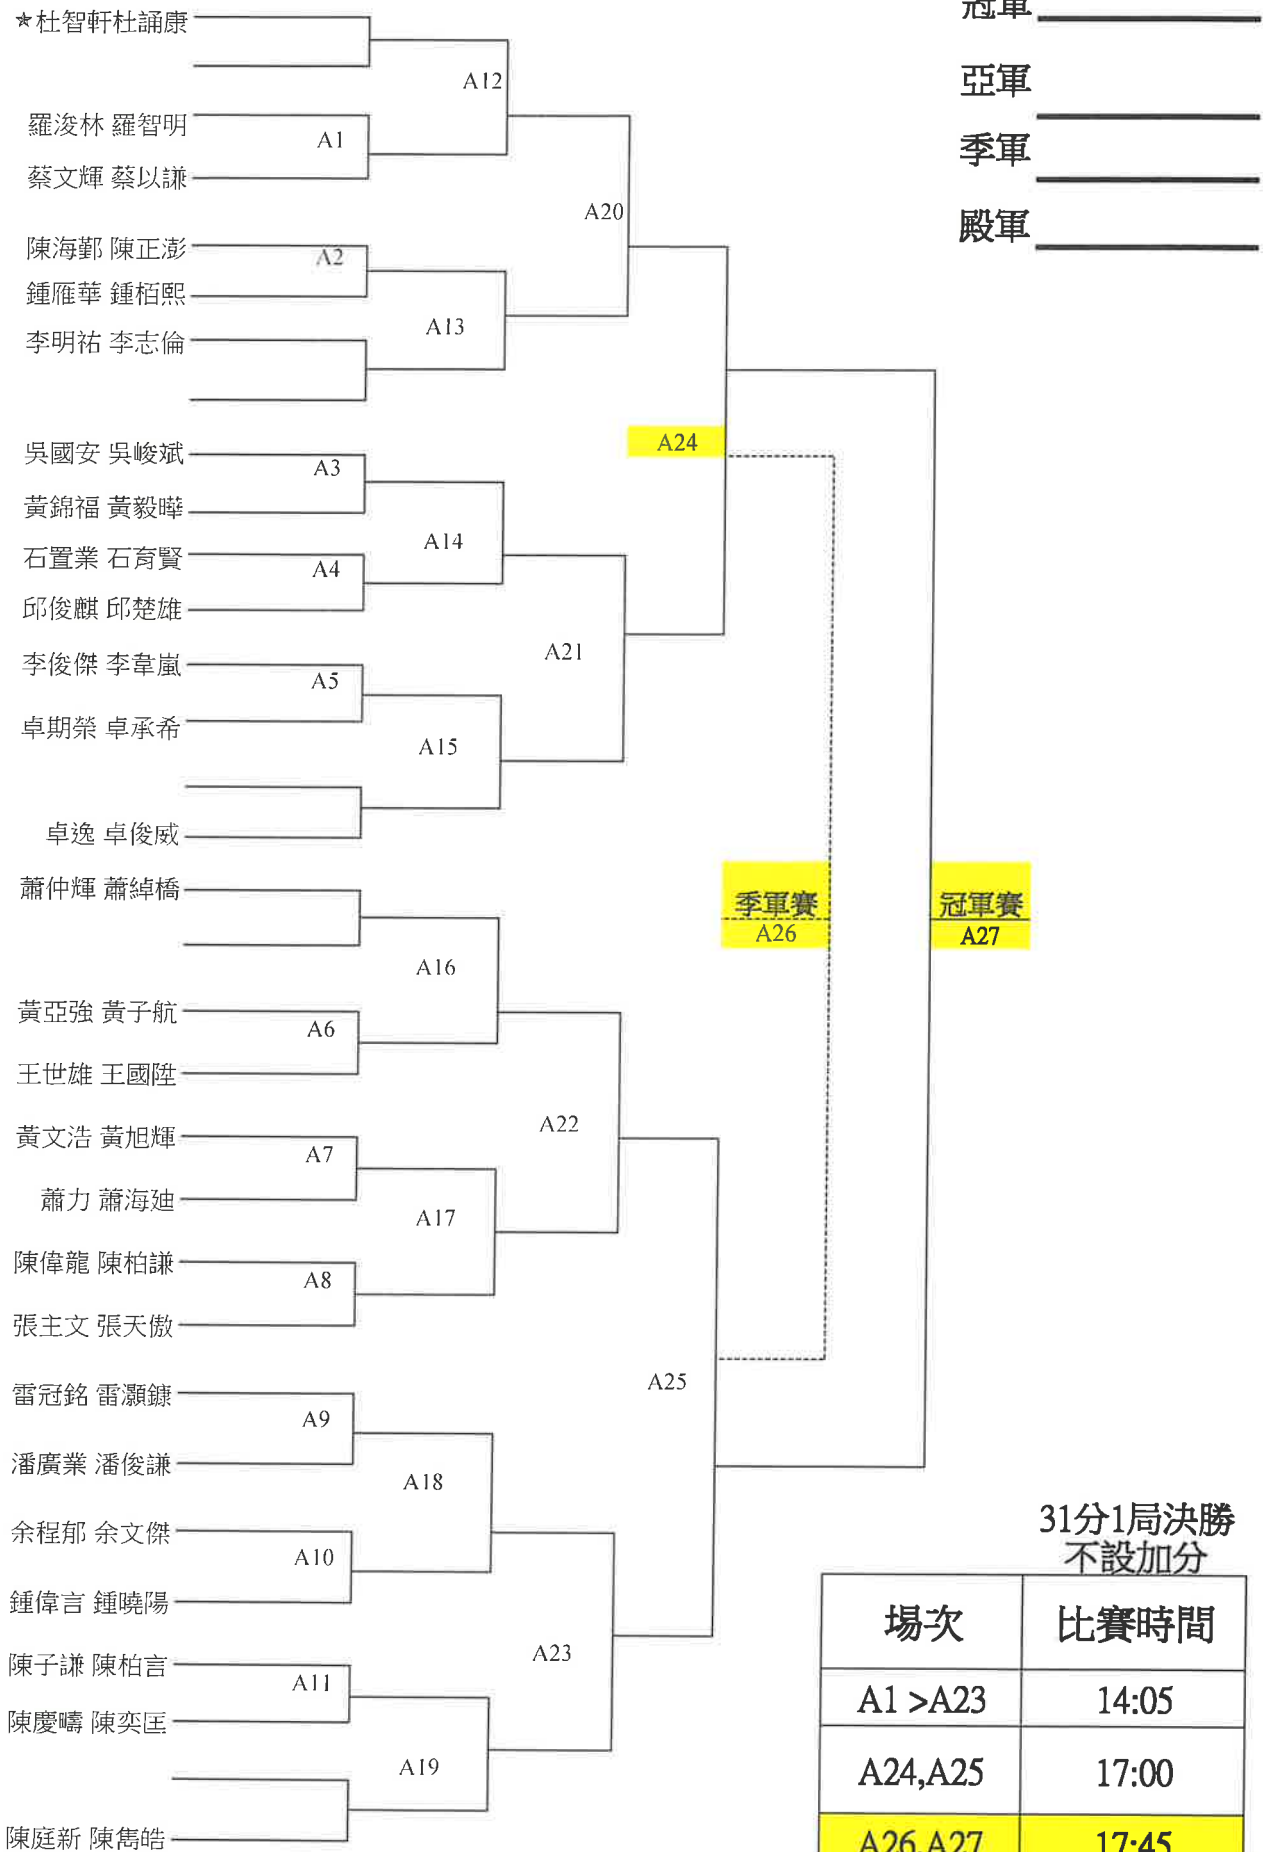 冠軍
★杜智軒杜誦康
亞軍
A12
羅浚林 羅智明
A1
季軍
蔡文輝 蔡以謙
A20
殿軍
陳海鄞 陳正澎
A2
鍾雁華 鍾栢熙
A13
李明祐 李志倫
A24
吳國安 吳峻斌
A3
黃錦福 黃毅曄
A14
石置業 石育賢
A4
邱俊麒 邱楚雄
A21
李俊傑 李韋嵐
A5
卓期榮 卓承希
A15
卓逸 卓俊威
蕭仲輝 蕭綽橋
季軍賽
冠軍賽
A26
A27
A16
黃亞強 黃子航
A6
王世雄 王國陞
A22
黃文浩 黃旭輝
A7
蕭力 蕭海廸
A17
陳偉龍 陳柏謙
A8
張主文 張天傲
A25
雷冠銘 雷灝鏮
A9
潘廣業 潘俊謙
A18
31分1局決勝
不設加分
余程郁 余文傑
A10
鍾偉言 鍾曉陽
場次 比賽時間
A23
陳子謙 陳柏言
A11
A1 >A23 14:05
陳慶疇 陳奕匡
A19
A24,A25 17:00
陳庭新 陳雋皓
A26,A27 17:45